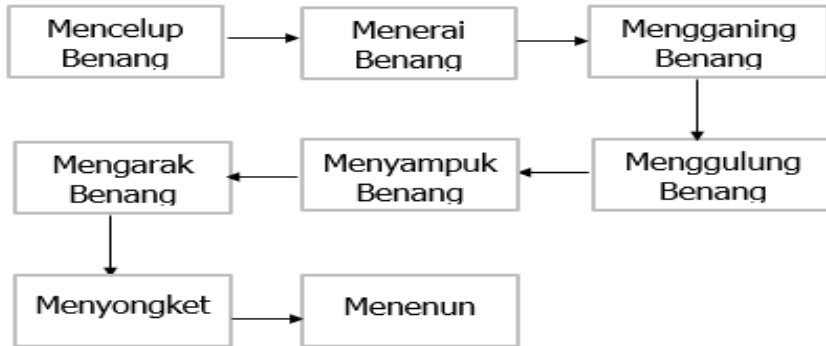 Mencelup
Benang
Menerai
Benang
Mengganing
Benang
Menggulung
Benang
Menyampuk
Benang
Mengarak
Benang
Menyongket
Menenun